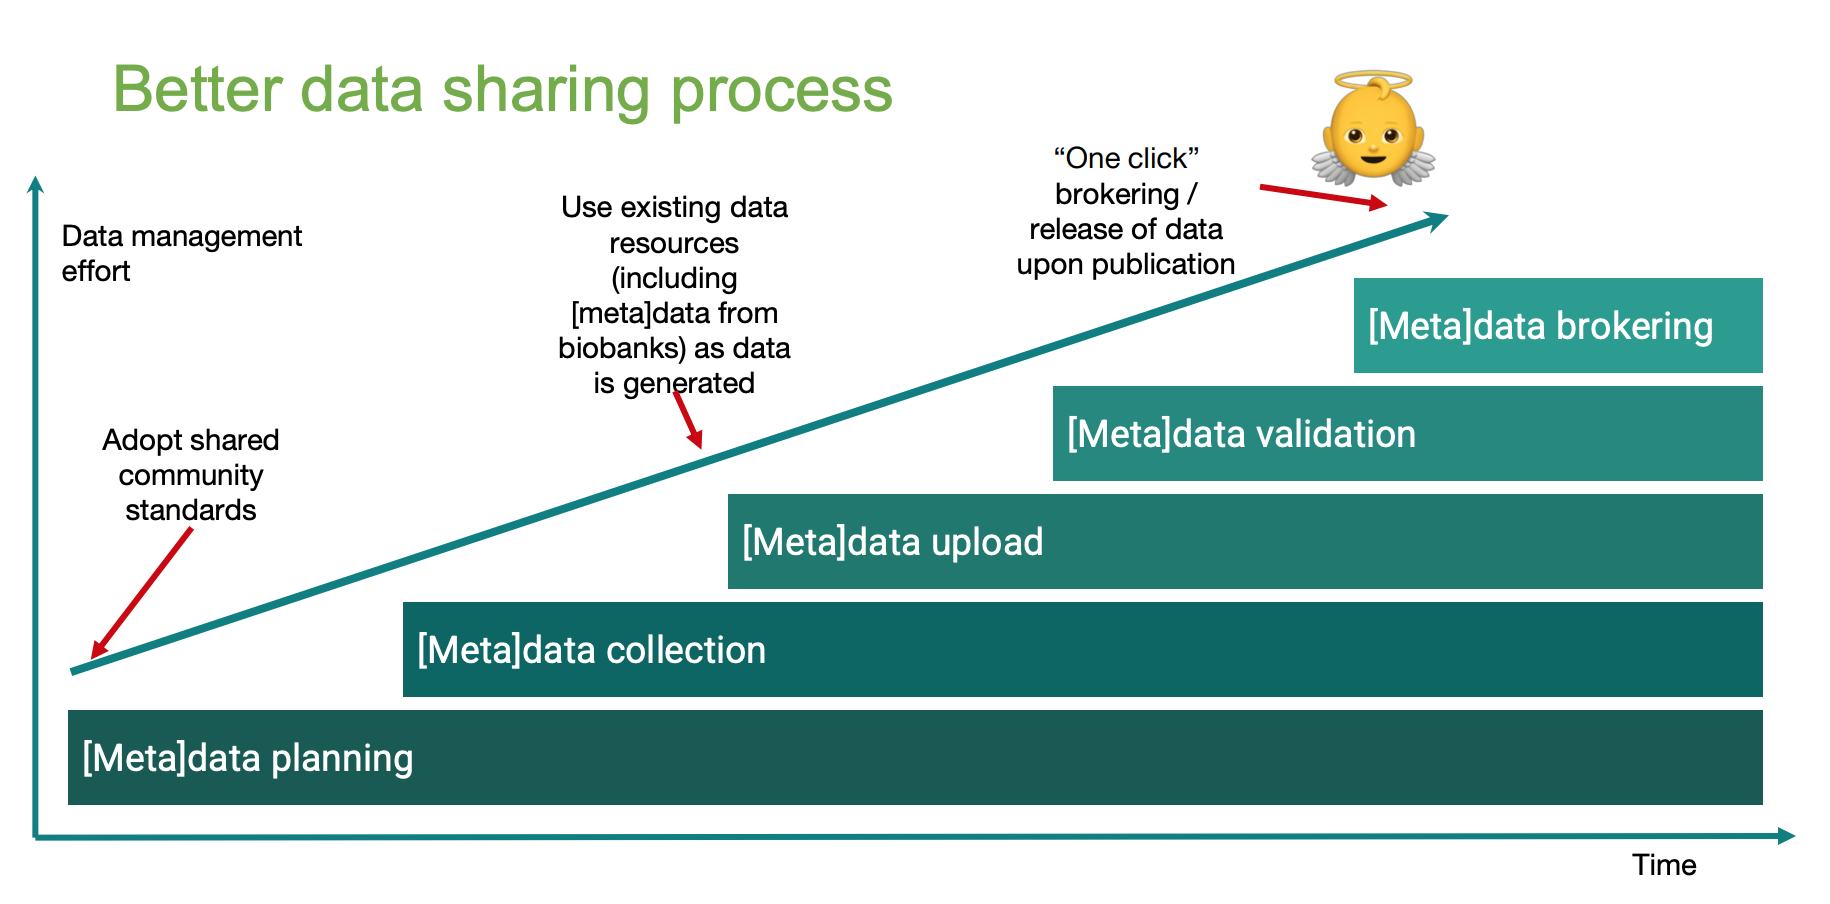 Better data sharing process
Data management
effort
Adopt shared
community
standards
Use existing data
resources
(including
[meta]data from
biobanks) as data
is generated
“One click”
brokering /
release of data
upon publication
[Meta]data brokering
[Meta]data validation
[Meta]data upload
[Meta]data collection
[Meta]data planning
Time